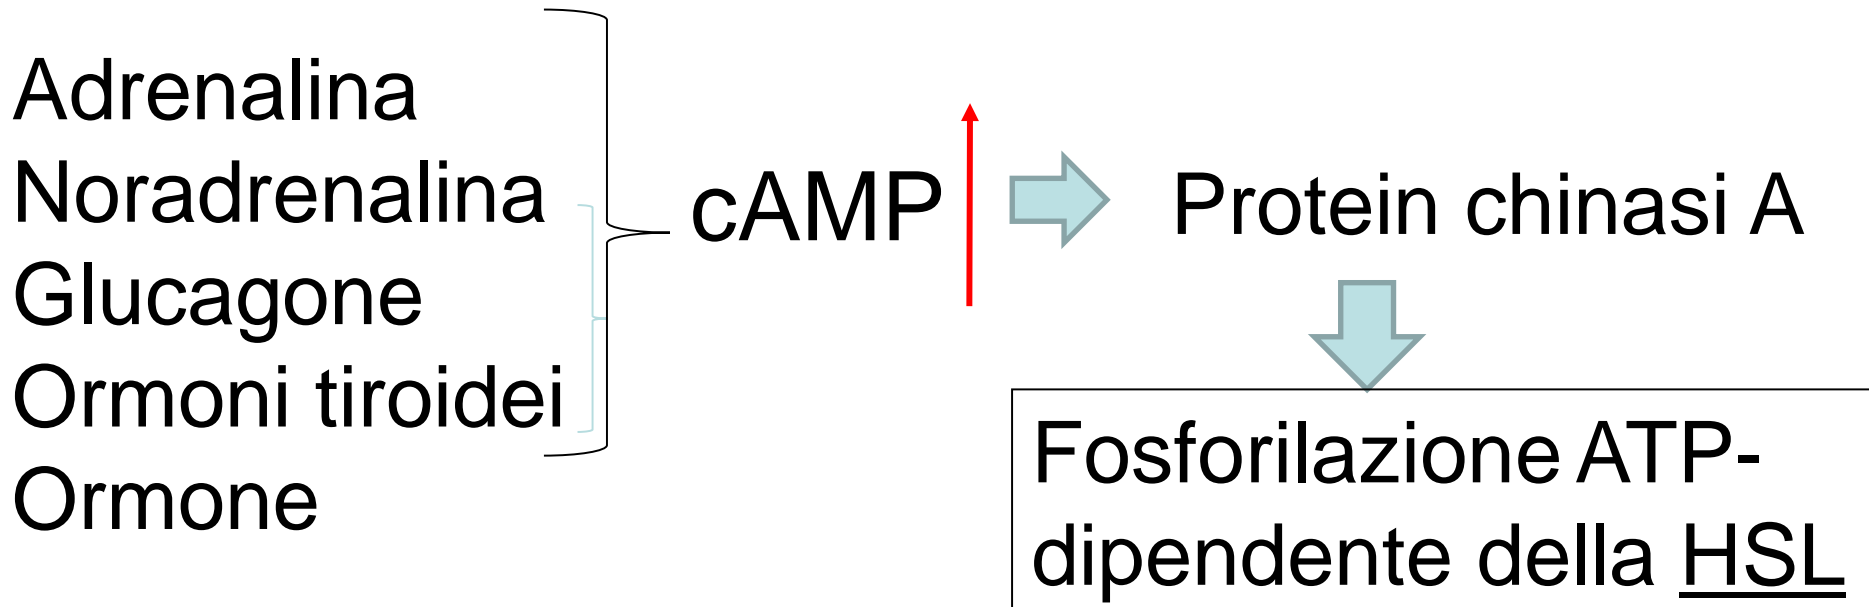 Adrenalina
Noradrenalina
Glucagone
Ormoni tiroidei
Ormone
cAMP
Protein chinasi A
Fosforilazione ATP-
dipendente della HSL